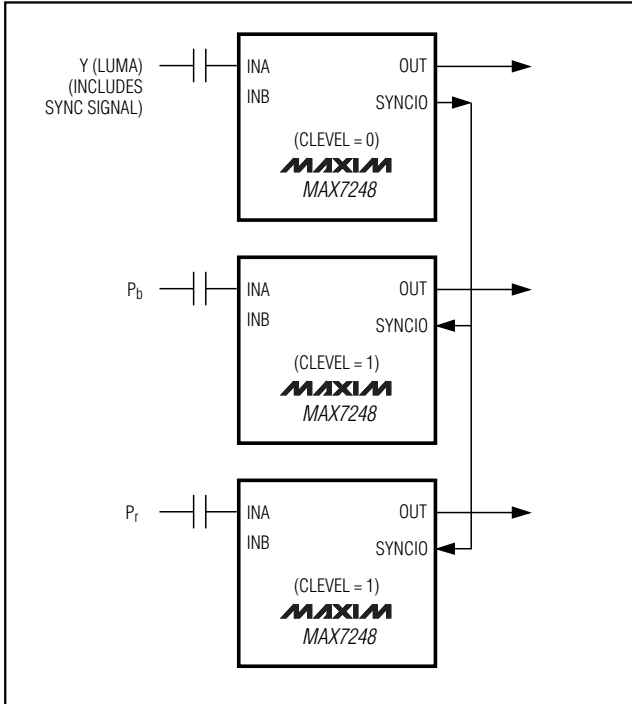 Y (LUMA)
(INCLUDES
SYNC SIGNAL)
INA
OUT
INB
SYNCIO
(CLEVEL = 0)
MAXIM
MAX7248
Pb
INA
OUT
INB
SYNCIO
(CLEVEL = 1)
MAXIM
MAX7248
Pr
INA
OUT
INB
SYNCIO
(CLEVEL = 1)
MAXIM
MAX7248